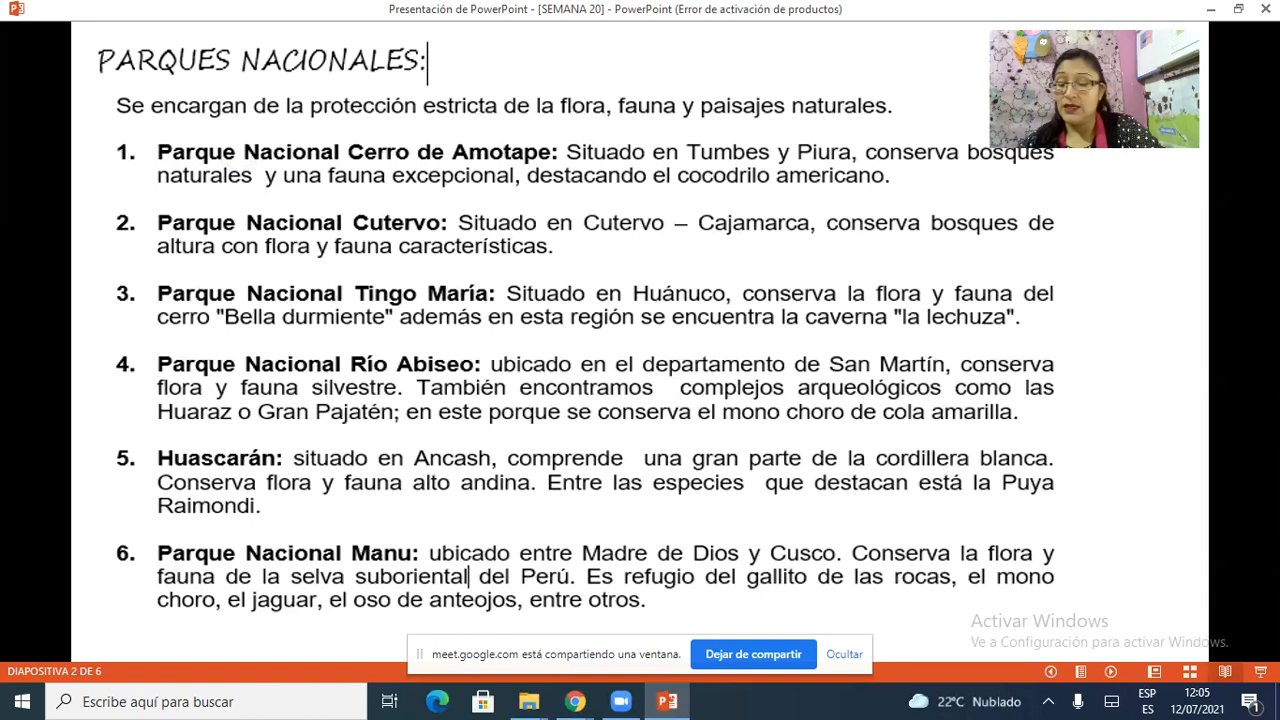 Presentación de PowerPoint - [SEMANA 20] - PowerPoint (Error de activación de productos)
PARQUES NACIONALES:
Se encargan de la protección estricta de la flora, fauna y paisajes naturales.
1. Parque Nacional Cerro de Amotape: Situado en Tumbes y Piura, conserva bosques
naturales y una fauna excepcional, destacando el cocodrilo americano.
2. Parque Nacional Cutervo: Situado en Cutervo – Cajamarca, conserva bosques de
altura con flora y fauna características.
3. Parque Nacional Tingo María: Situado en Huánuco, conserva la flora y fauna del
cerro "Bella durmiente" además en esta región se encuentra la caverna "la lechuza".
4. Parque Nacional Río Abiseo: ubicado en el departamento de San Martín, conserva
flora y fauna silvestre. También encontramos complejos arqueológicos como las
Huaraz o Gran Pajatén; en este porque se conserva el mono choro de cola amarilla.
5. Huascarán: situado en Ancash, comprende una gran parte de la cordillera blanca.
Conserva flora y fauna alto andina. Entre las especies que destacan está la Puya
Raimondi.
6. Parque Nacional Manu: ubicado entre Madre de Dios y Cusco. Conserva la flora y
fauna de la selva suboriental del Perú. Es refugio del gallito de las rocas, el mono
choro, el jaguar, el oso de anteojos, entre otros.
Activar Windows
Ve a Configuración para activar Windows.
meet.google.com está compartiendo una ventana. Dejar de compartir Ocultar
DIAPOSITIVA 2 DE 6
Escribe aquí para buscar
22°C Nublado
ESP
ES
12:05
12/07/2021
1